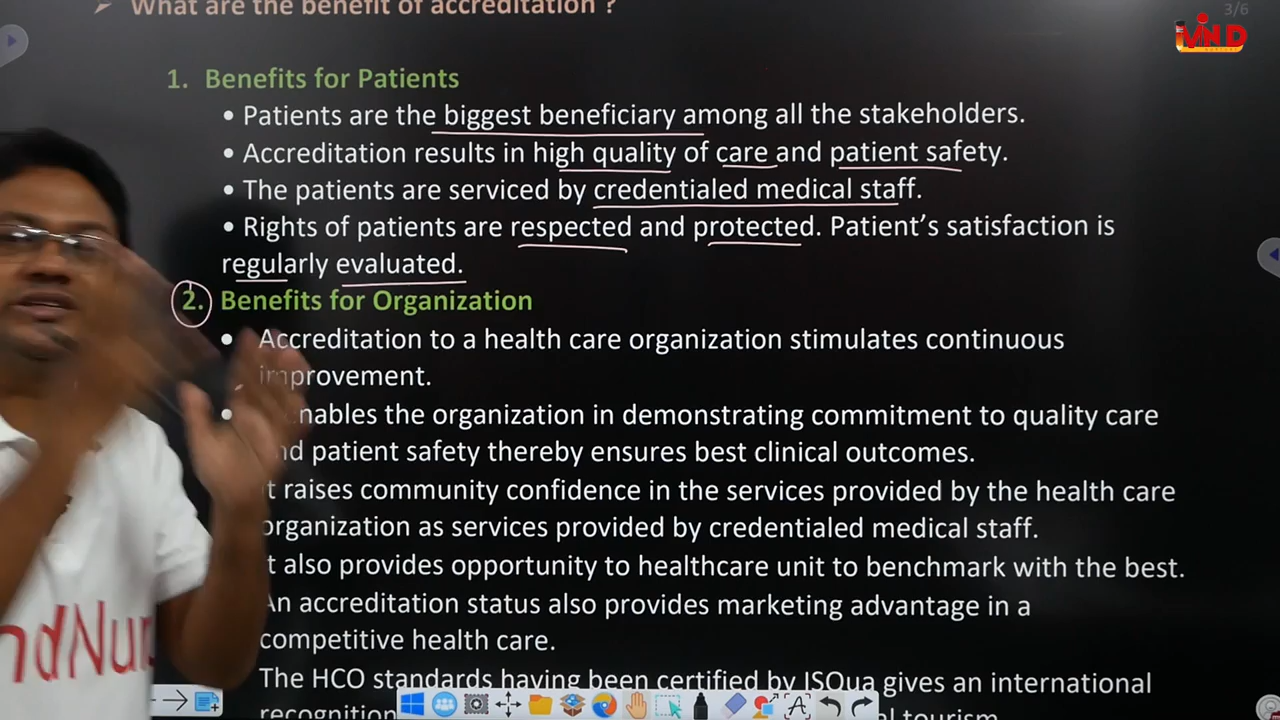 ➢ What are the benefit of accreditation ?
3/6
MIND
1. Benefits for Patients
• Patients are the biggest beneficiary among all the stakeholders.
• Accreditation results in high quality of care and patient safety.
• The patients are serviced by credentialed medical staff.
• Rights of patients are respected and protected. Patient’s satisfaction is
regularly evaluated.
2. Benefits for Organization
• Accreditation to a health care organization stimulates continuous
improvement.
• enables the organization in demonstrating commitment to quality care
and patient safety thereby ensures best clinical outcomes.
It raises community confidence in the services provided by the health care
organization as services provided by credentialed medical staff.
It also provides opportunity to healthcare unit to benchmark with the best.
An accreditation status also provides marketing advantage in a
competitive health care.
The HCO standards having been certified by ISQua gives an international
recognition tourism
ndNur